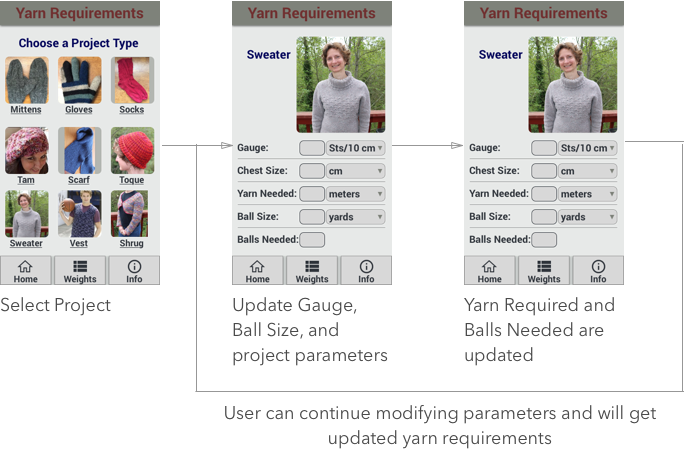 Yarn Requirements
Choose a Project Type
Mittens
Gloves
Socks
Tam
Scarf
Toque
Sweater
Vest
Shrug
Home
Weights
Info
Select Project
Yarn Requirements
Sweater
Gauge: Sts/10 cm
Chest Size: cm
Yarn Needed: meters
Ball Size: yards
Balls Needed:
Home
Weights
Info
Update Gauge,
Ball Size, and
project parameters
Yarn Requirements
Sweater
Gauge: Sts/10 cm
Chest Size: cm
Yarn Needed: meters
Ball Size: yards
Balls Needed:
Home
Weights
Info
Yarn Required and
Balls Needed are
updated
User can continue modifying parameters and will get
updated yarn requirements